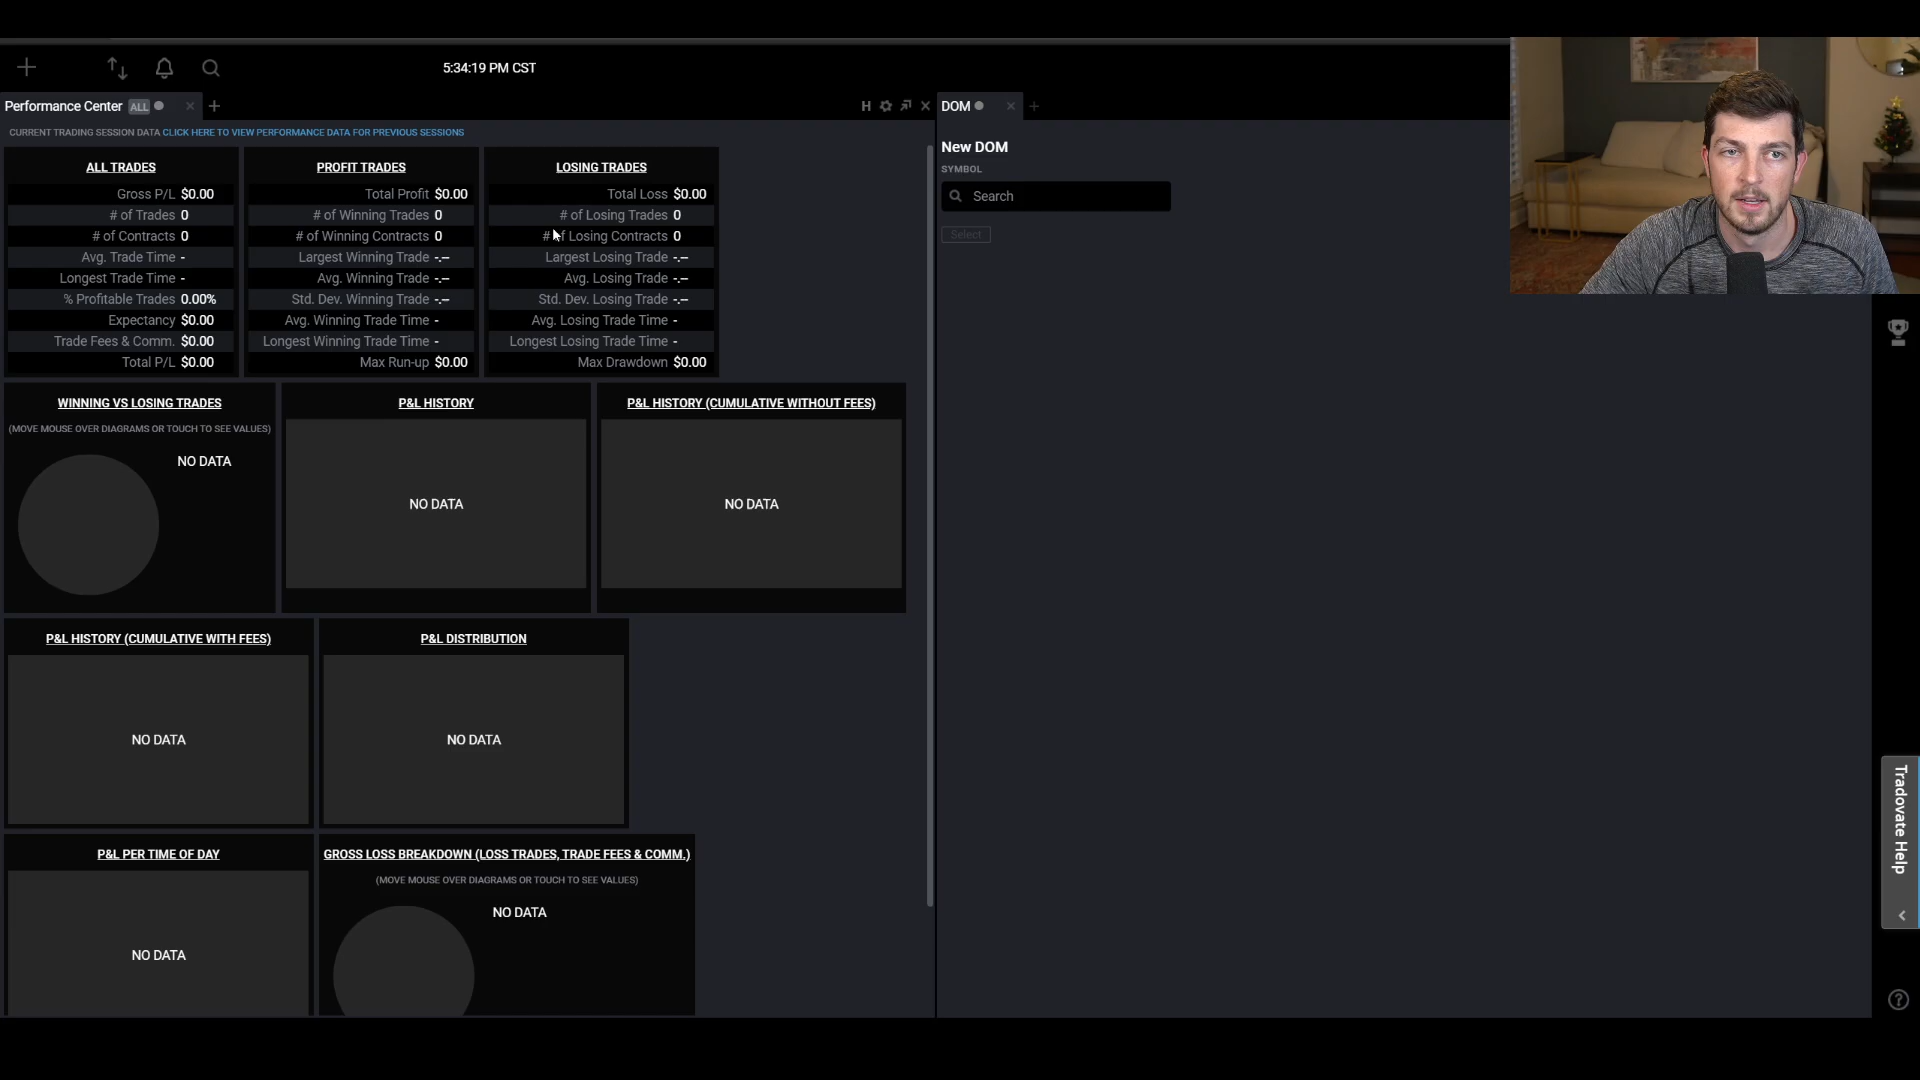 5:34:19 PM CST
Performance Center ALL
H
DOM
CURRENT TRADING SESSION DATA CLICK HERE TO VIEW PERFORMANCE DATA FOR PREVIOUS SESSIONS
ALL TRADES
Gross P/L $0.00
# of Trades 0
# of Contracts 0
Avg. Trade Time -
Longest Trade Time -
% Profitable Trades 0.00%
Expectancy $0.00
Trade Fees & Comm. $0.00
Total P/L $0.00
PROFIT TRADES
Total Profit $0.00
# of Winning Trades 0
# of Winning Contracts 0
Largest Winning Trade -.--
Avg. Winning Trade -.--
Std. Dev. Winning Trade -.--
Avg. Winning Trade Time -
Longest Winning Trade Time -
Max Run-up $0.00
LOSING TRADES
Total Loss $0.00
# of Losing Trades 0
# of Losing Contracts 0
Largest Losing Trade -.--
Avg. Losing Trade -.--
Std. Dev. Losing Trade -.--
Avg. Losing Trade Time -
Longest Losing Trade Time -
Max Drawdown $0.00
New DOM
SYMBOL
Search
Select
WINNING VS LOSING TRADES
(MOVE MOUSE OVER DIAGRAMS OR TOUCH TO SEE VALUES)
NO DATA
P&L HISTORY
NO DATA
P&L HISTORY (CUMULATIVE WITHOUT FEES)
NO DATA
P&L HISTORY (CUMULATIVE WITH FEES)
NO DATA
P&L DISTRIBUTION
NO DATA
P&L PER TIME OF DAY
NO DATA
GROSS LOSS BREAKDOWN (LOSS TRADES, TRADE FEES & COMM.)
(MOVE MOUSE OVER DIAGRAMS OR TOUCH TO SEE VALUES)
NO DATA
Tradovate Help